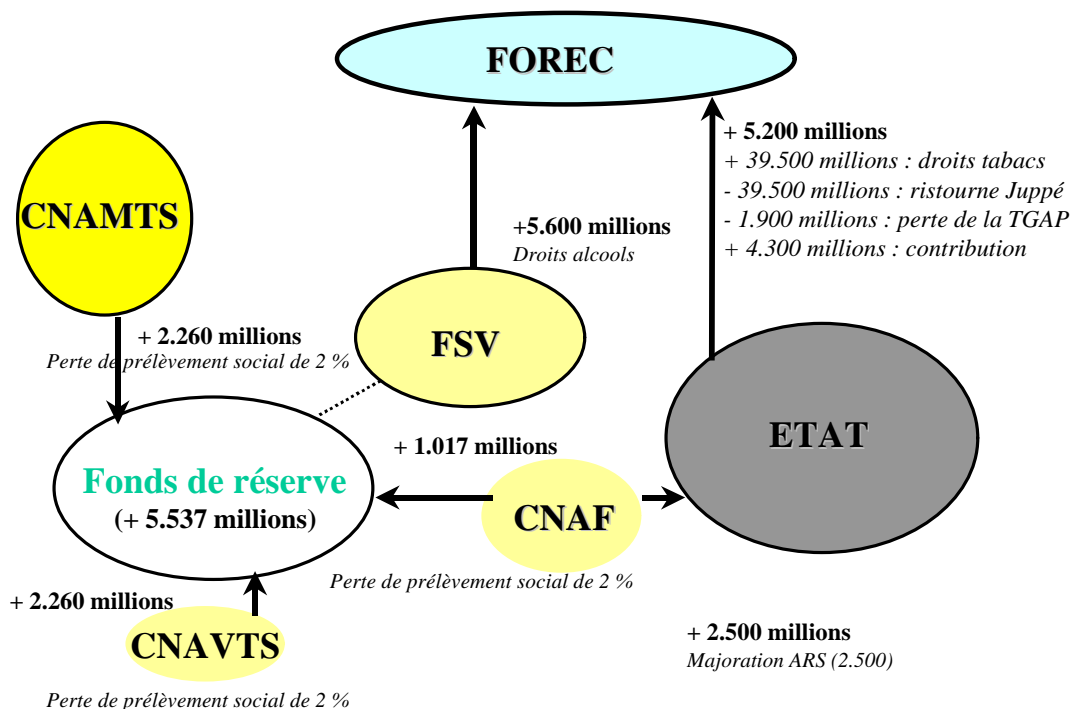 FOREC
+ 5.200 millions
+ 39.500 millions : droits tabacs
- 39.500 millions : ristourne Juppé
- 1.900 millions : perte de la TGAP
+ 4.300 millions : contribution
CNAMTS
+5.600 millions
Droits alcools
+ 2.260 millions
Perte de prélèvement social de 2 %
FSV
ETAT
+ 1.017 millions
Fonds de réserve
(+ 5.537 millions)
CNAF
Perte de prélèvement social de 2 %
+ 2.260 millions
CNAVTS
Perte de prélèvement social de 2 %
+ 2.500 millions
Majoration ARS (2.500)